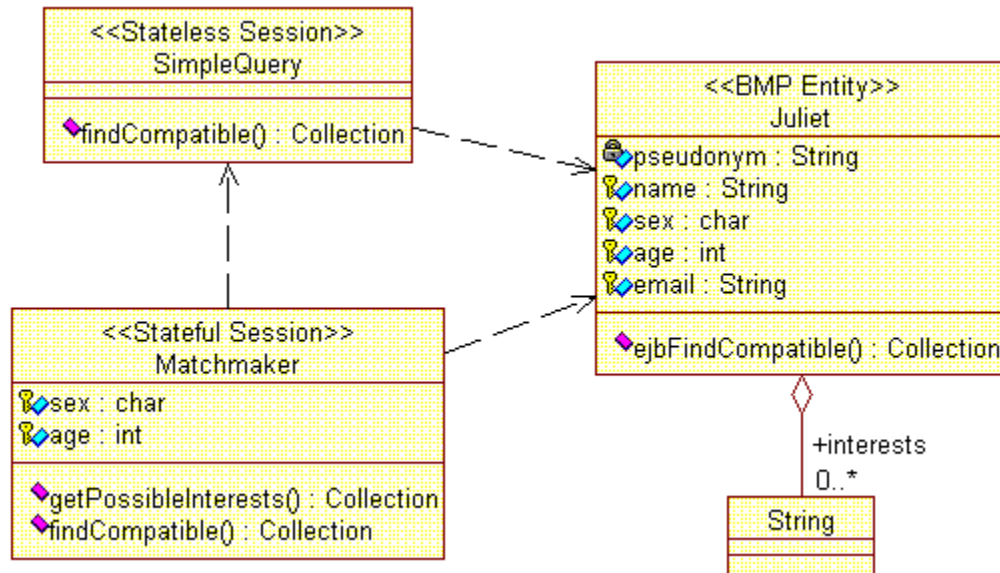 <<Stateless Session>>
SimpleQuery
findCompatible() : Collection
<<BMP Entity>>
Juliet
pseudonym : String
name : String
sex : char
age : int
email : String
ejbFindCompatible() : Collection
<<Stateful Session>>
Matchmaker
sex : char
age : int
getPossibleInterests() : Collection
findCompatible() : Collection
+interests
0..*
String